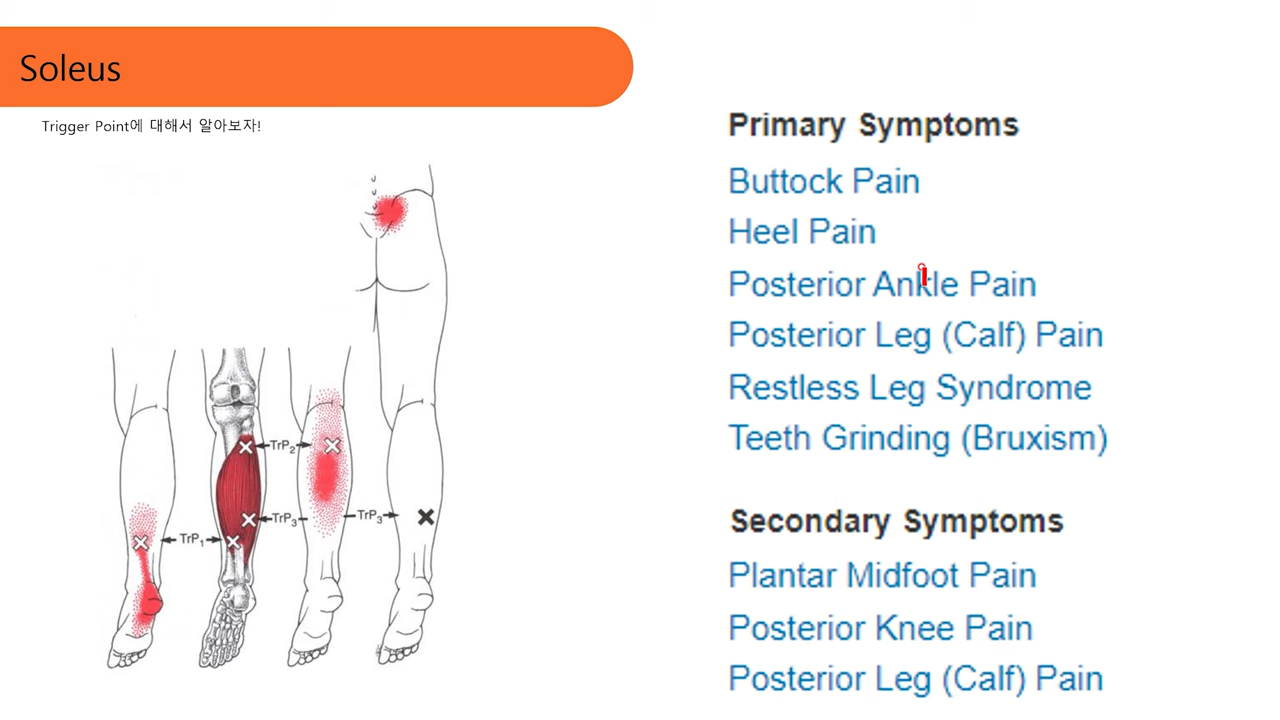 Soleus
Trigger Point에 대해서 알아보자!
TrP2
TrP3
TrP3
TrP1
Primary Symptoms
Buttock Pain
Heel Pain
Posterior Ankle Pain
Posterior Leg (Calf) Pain
Restless Leg Syndrome
Teeth Grinding (Bruxism)
Secondary Symptoms
Plantar Midfoot Pain
Posterior Knee Pain
Posterior Leg (Calf) Pain